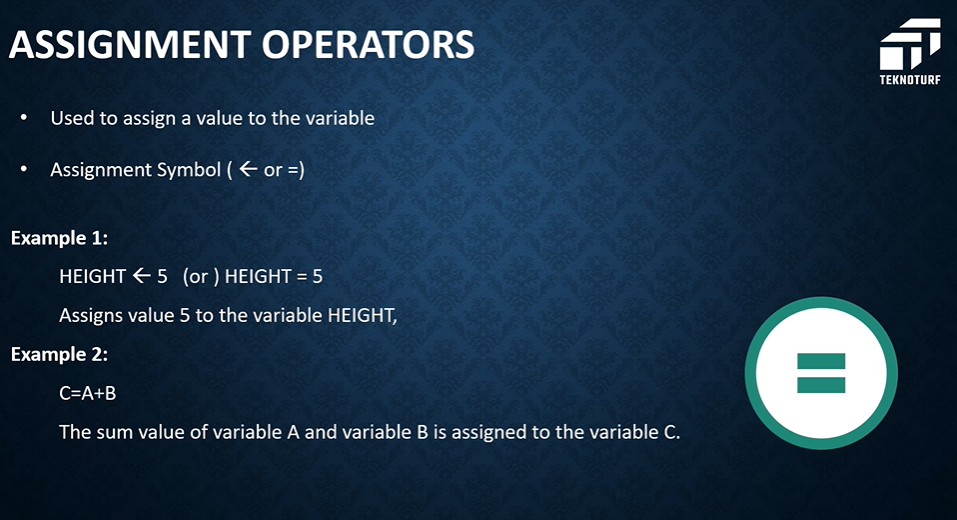 ASSIGNMENT OPERATORS
TEKNOTURF
• Used to assign a value to the variable
• Assignment Symbol ( ← or =)
Example 1:
HEIGHT ← 5 (or ) HEIGHT = 5
Assigns value 5 to the variable HEIGHT,
Example 2:
C=A+B
The sum value of variable A and variable B is assigned to the variable C.
=